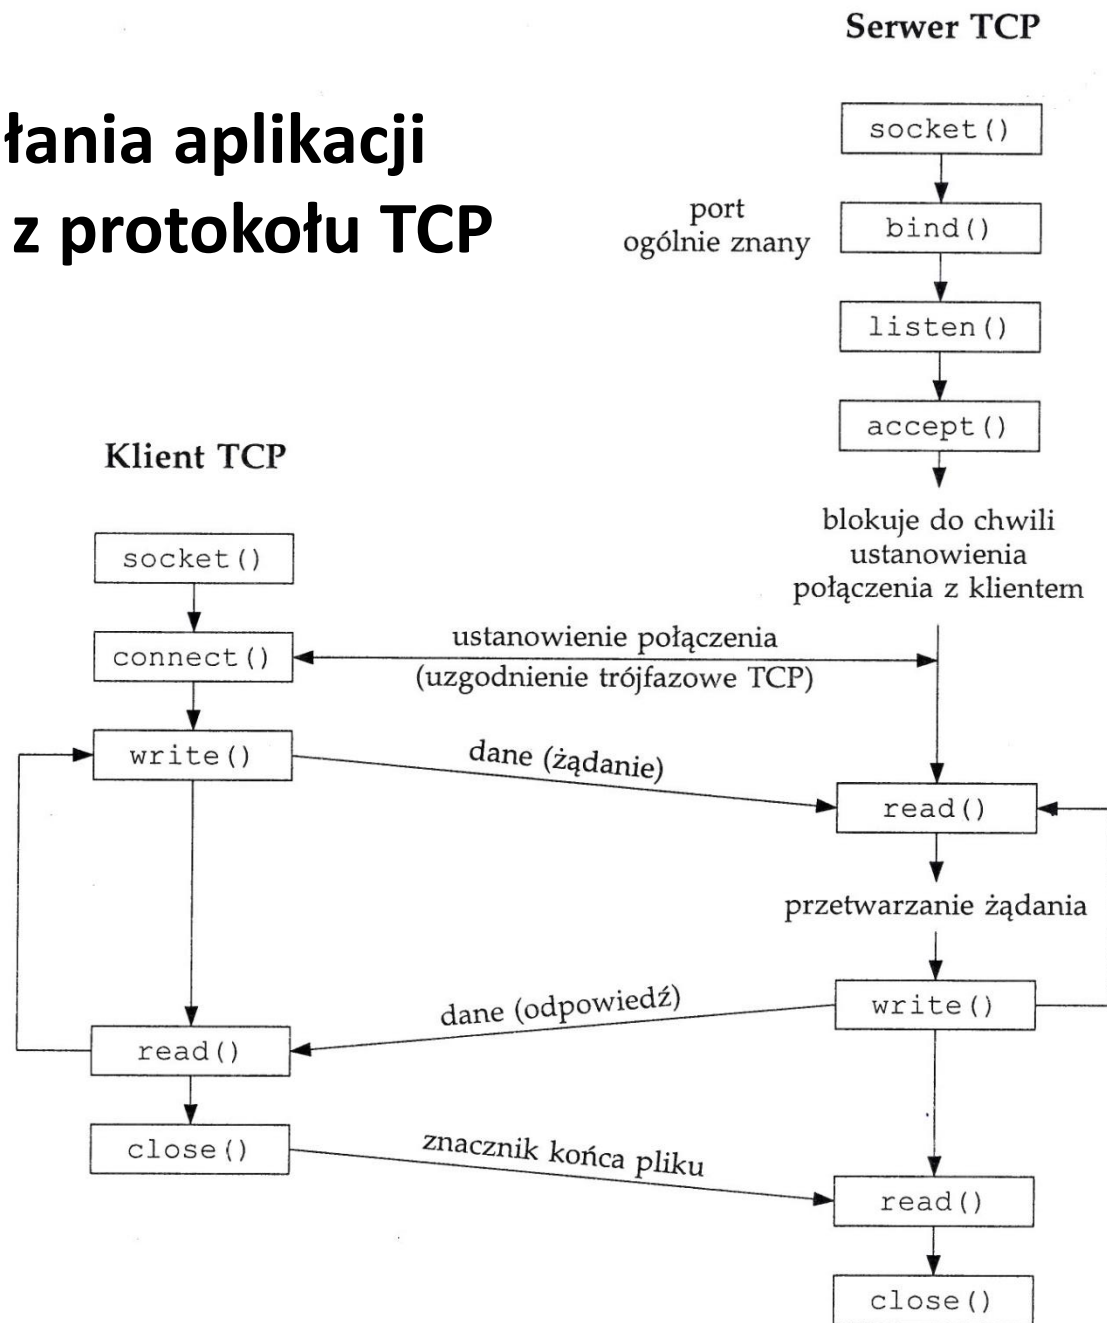 Serwer TCP
łania aplikacji
z protokołu TCP
socket()
port
ogólnie znany
bind()
listen()
accept()
Klient TCP
blokuje do chwili
ustanowienia
połączenia z klientem
socket()
connect()
ustanowienie połączenia
(uzgodnienie trójfazowe TCP)
write()
dane (żądanie)
read()
przetwarzanie żądania
write()
dane (odpowiedź)
read()
close()
znacznik końca pliku
read()
close()